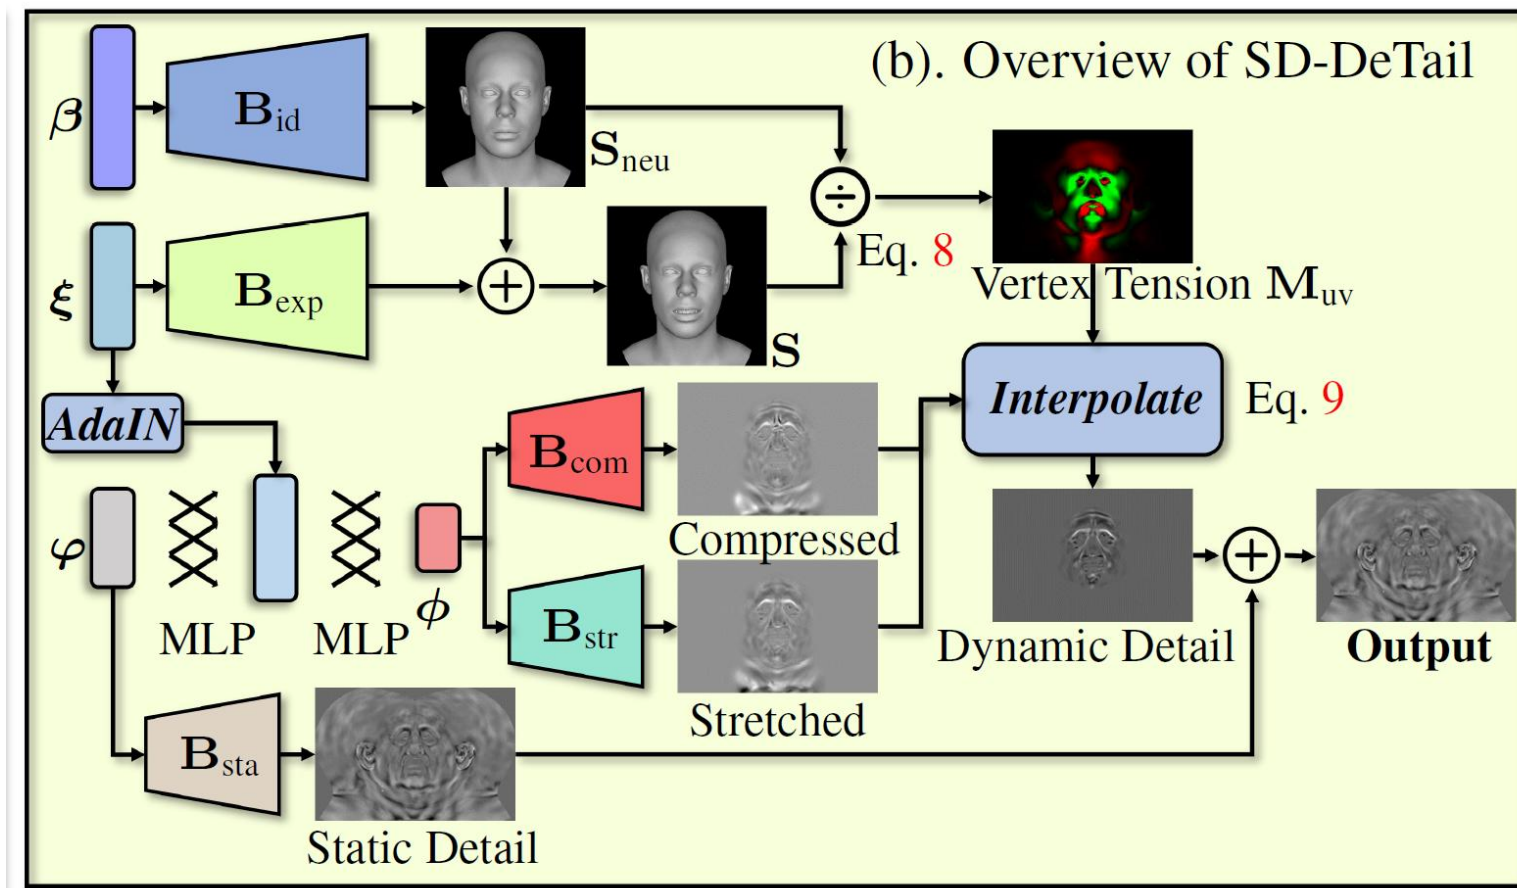 (b). Overview of SD-DeTail
β
B_id
S_neu
ξ
B_exp
+
S
÷
Eq. 8
Vertex Tension M_uv
AdaIN
Interpolate
Eq. 9
φ
MLP
MLP
ϕ
B_com
Compressed
B_str
Stretched
Dynamic Detail
+
Output
B_sta
Static Detail